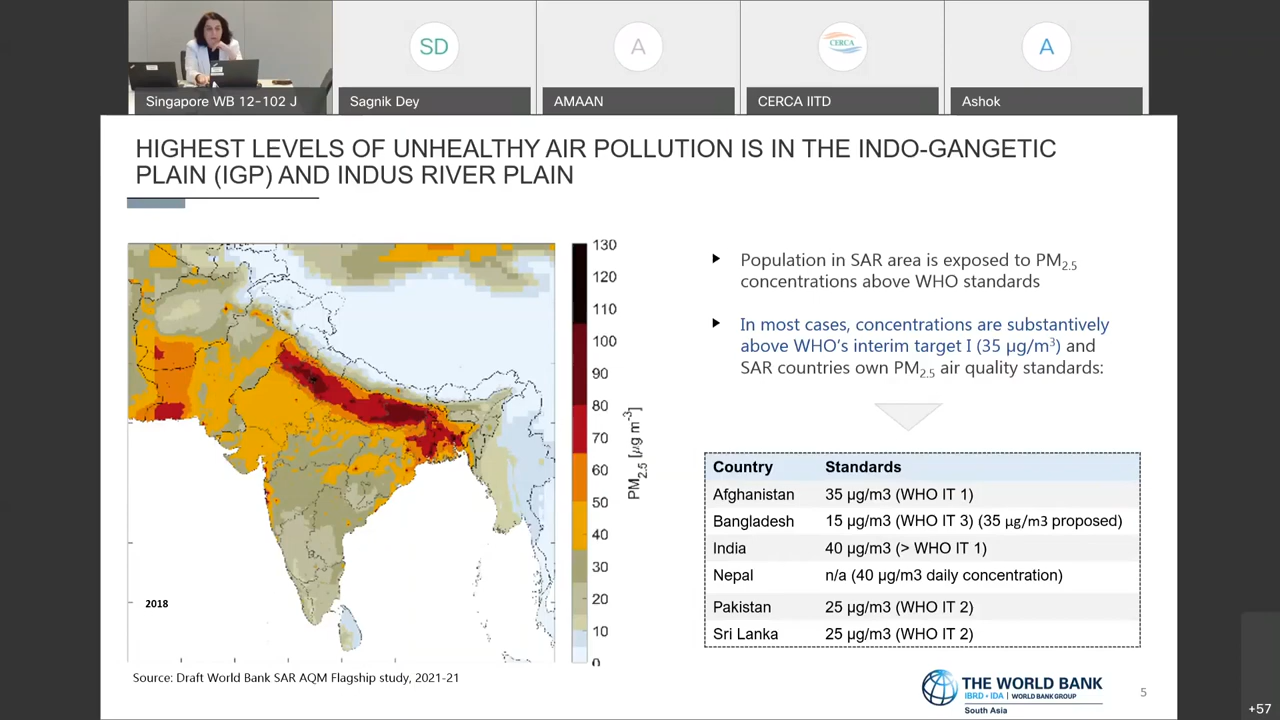 SD
A
CERCA
A
Singapore WB 12-102 J
Sagnik Dey
AMAAN
CERCA IITD
Ashok
HIGHEST LEVELS OF UNHEALTHY AIR POLLUTION IS IN THE INDO-GANGETIC
PLAIN (IGP) AND INDUS RIVER PLAIN
130
120
110
100
90
80
70
60
50
40
30
20
10
0
PM2.5 [μg m-3]
2018
Source: Draft World Bank SAR AQM Flagship study, 2021-21
Population in SAR area is exposed to PM2.5
concentrations above WHO standards
In most cases, concentrations are substantively
above WHO's interim target I (35 μg/m3) and
SAR countries own PM2.5 air quality standards:
Country Standards
Afghanistan 35 μg/m3 (WHO IT 1)
Bangladesh 15 μg/m3 (WHO IT 3) (35 μg/m3 proposed)
India 40 μg/m3 (> WHO IT 1)
Nepal n/a (40 μg/m3 daily concentration)
Pakistan 25 μg/m3 (WHO IT 2)
Sri Lanka 25 μg/m3 (WHO IT 2)
THE WORLD BANK
IBRD • IDA | WORLD BANK GROUP
South Asia
5
+57